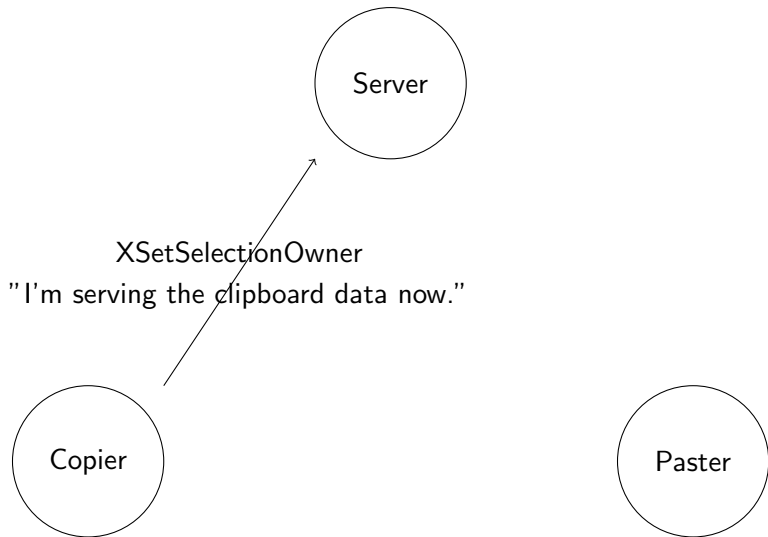 Server
XSetSelectionOwner
"I'm serving the clipboard data now."
Copier
Paster